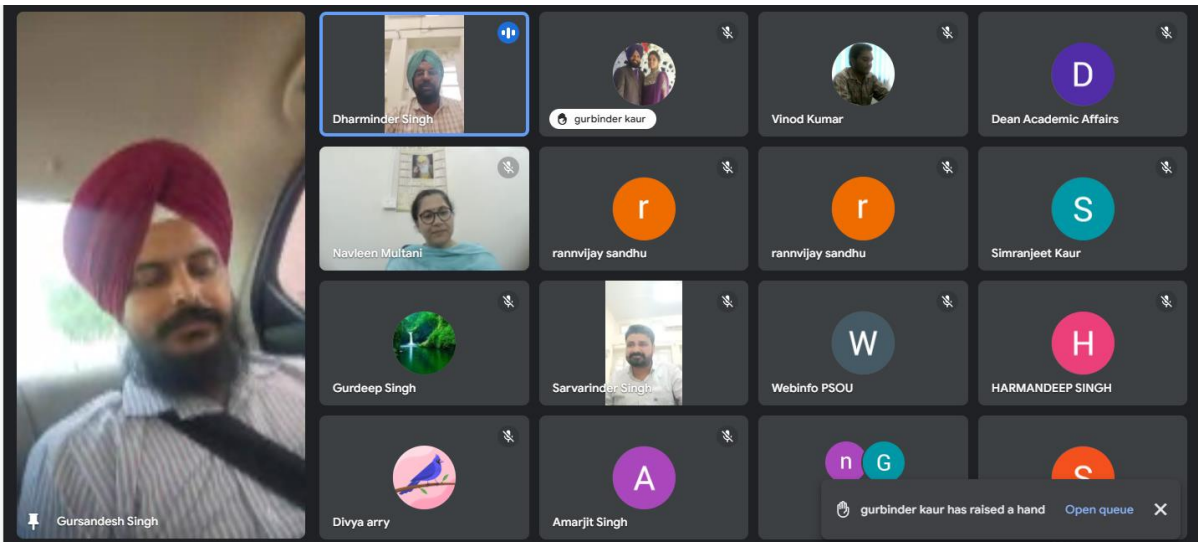 Dharminder Singh
gurbinder kaur
Vinod Kumar
D
Dean Academic Affairs
Navleen Multani
r
rannvijay sandhu
r
rannvijay sandhu
S
Simranjeet Kaur
Gurdeep Singh
Sarvarinder Singh
W
Webinfo PSOU
H
HARMANDEEP SINGH
Gursandesh Singh
Divya arry
A
Amarjit Singh
n G
S
gurbinder kaur has raised a hand Open queue